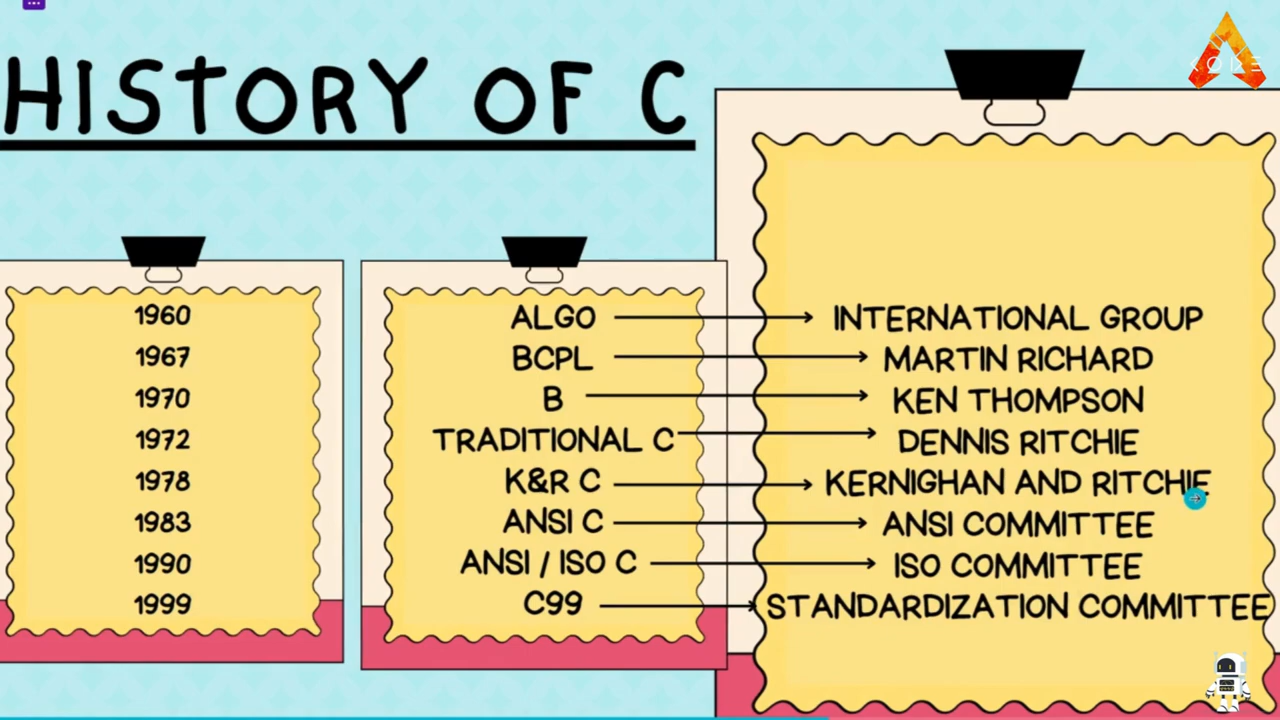 HISTORY OF C
KOBE
1960 ALGO INTERNATIONAL GROUP
1967 BCPL MARTIN RICHARD
1970 B KEN THOMPSON
1972 TRADITIONAL C DENNIS RITCHIE
1978 K&R C KERNIGHAN AND RITCHIE
1983 ANSI C ANSI COMMITTEE
1990 ANSI / ISO C ISO COMMITTEE
1999 C99 STANDARDIZATION COMMITTEE